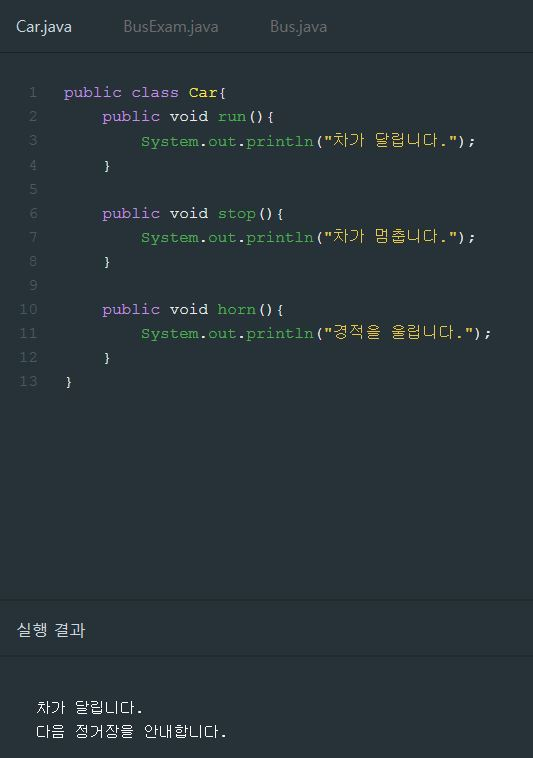 Car.java BusExam.java Bus.java
1 public class Car{
2 public void run(){
3 System.out.println("차가 달립니다.");
4 }
5
6 public void stop(){
7 System.out.println("차가 멈춥니다.");
8 }
9
10 public void horn(){
11 System.out.println("경적을 울립니다.");
12 }
13 }
실행 결과
차가 달립니다.
다음 정거장을 안내합니다.